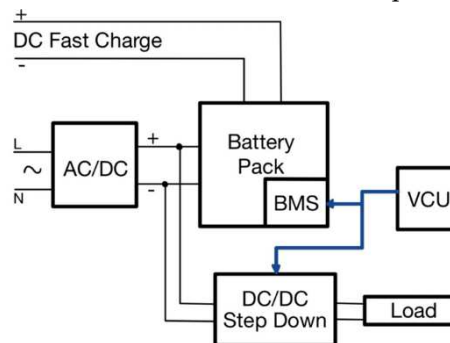 +
DC Fast Charge
-
L
~
N
AC/DC
+
-
Battery
Pack
BMS
VCU
DC/DC
Step Down
Load